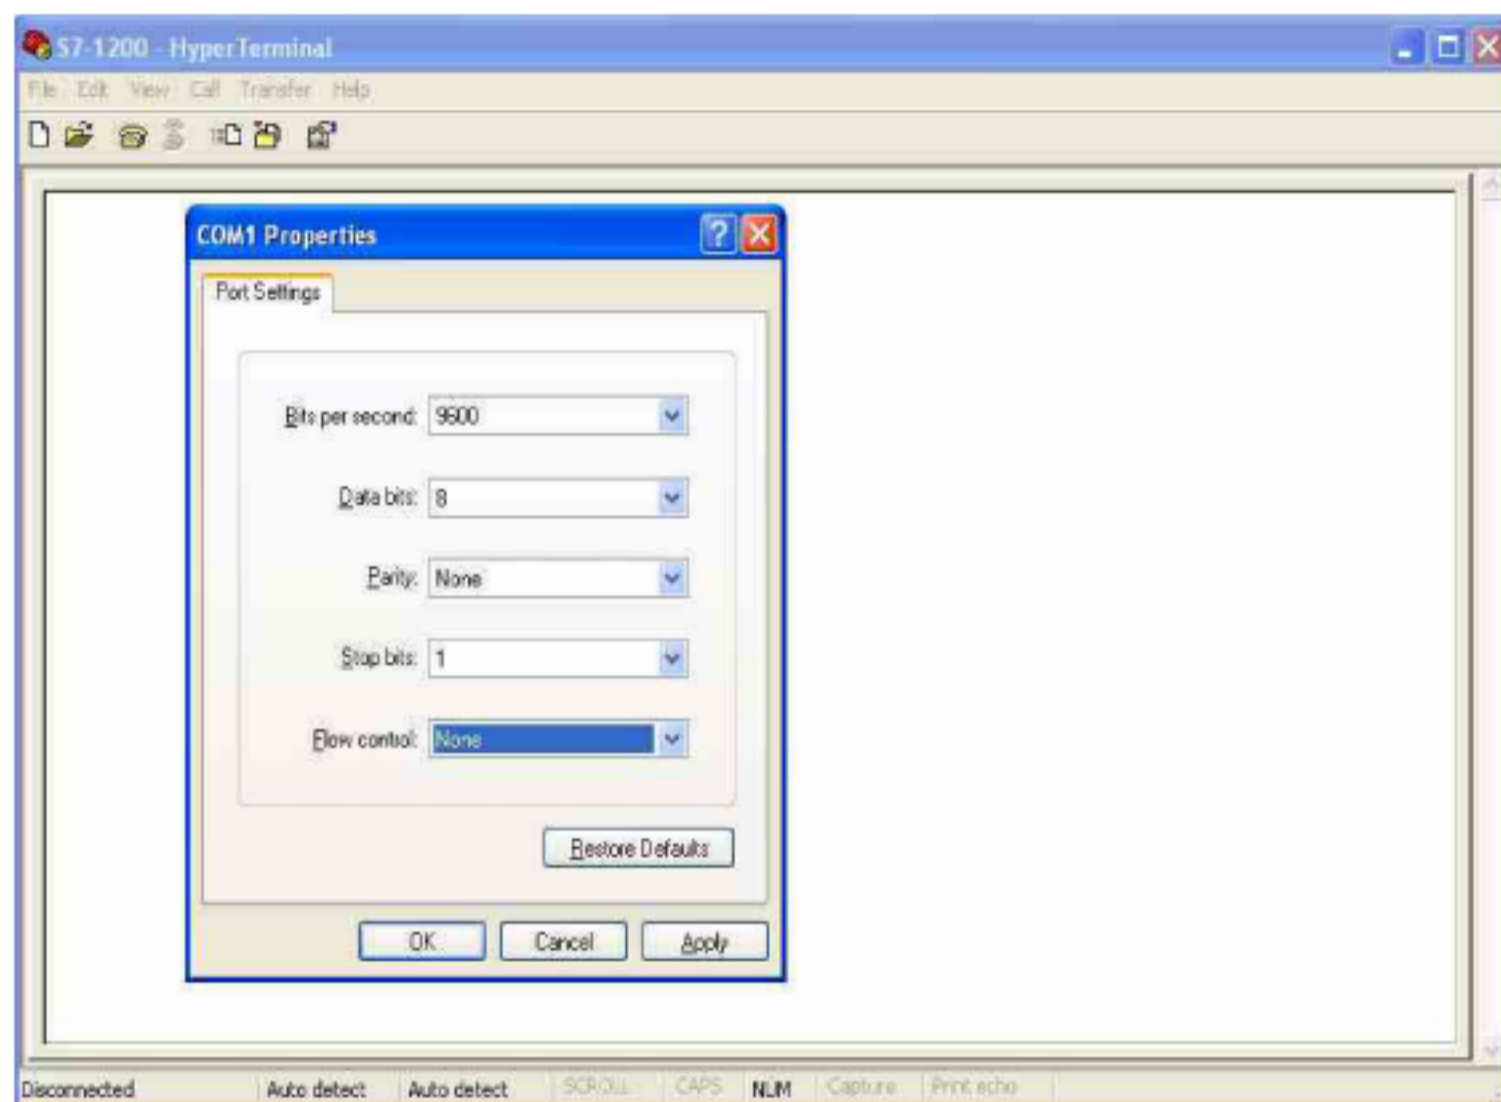 S7-1200 - HyperTerminal
File Edit View Call Transfer Help
COM1 Properties
Port Settings
Bits per second: 9600
Data bits: 8
Parity: None
Stop bits: 1
Flow control: None
Restore Defaults
OK Cancel Apply
Disconnected Auto detect Auto detect SCROLL CAPS NUM Capture Print echo